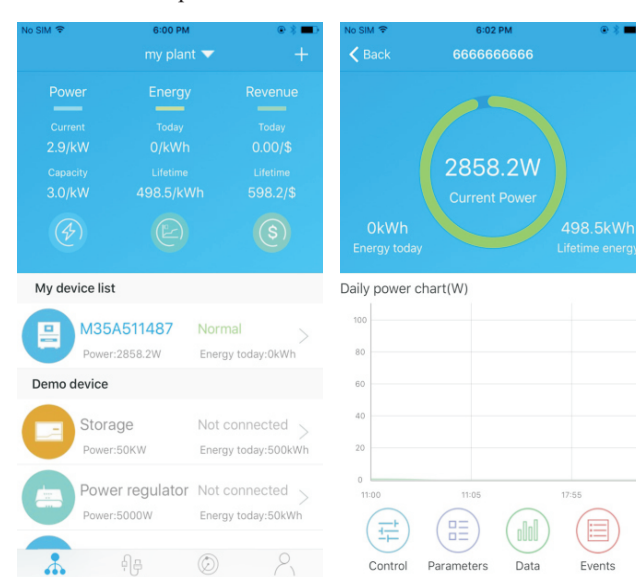 No SIM 6:00 PM
my plant
Power Energy Revenue
Current Today Today
2.9/kW 0/kWh 0.00/$
Capacity Lifetime Lifetime
3.0/kW 498.5/kWh 598.2/$
$
My device list
M35A511487 Normal
Power:2858.2W Energy today:0kWh
Demo device
Storage Not connected
Power:50KW Energy today:500kWh
Power regulator Not connected
Power:5000W Energy today:50kWh
No SIM 6:02 PM
Back 6666666666
2858.2W
Current Power
0kWh 498.5kWh
Energy today Lifetime energy
Daily power chart(W)
100
80
60
40
20
0
11:00 11:05 17:55
Control Parameters Data Events